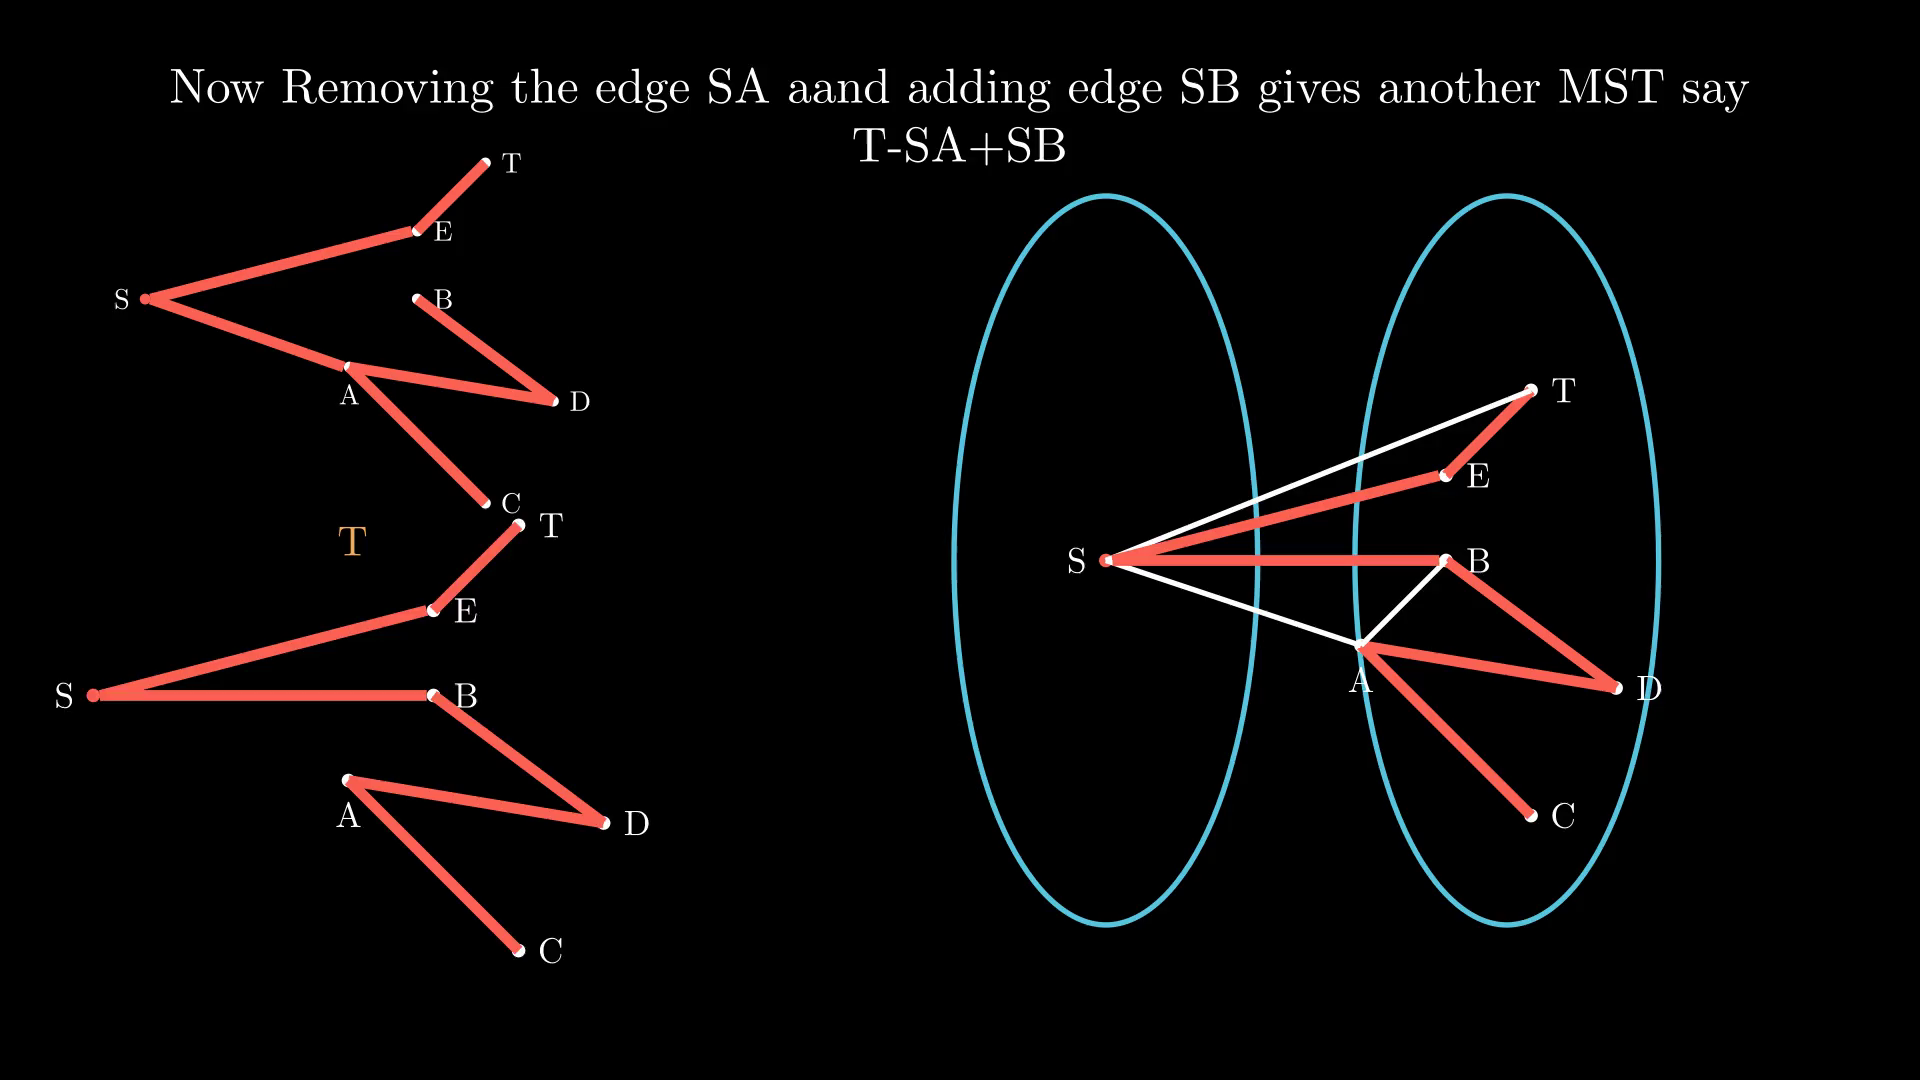 Now Removing the edge SA aand adding edge SB gives another MST say
T-SA+SB
T
E
S
B
A
D
C
T
T
E
S
B
A
D
C
T
E
S
B
A
D
C